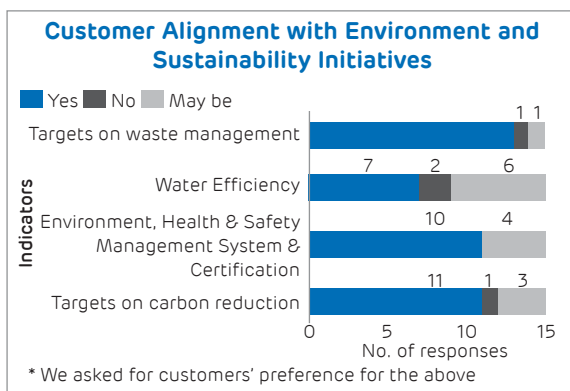 Customer Alignment with Environment and
Sustainability Initiatives
Yes No May be
1 1
Targets on waste management
7 2 6
Water Efficiency
10 4
Environment, Health & Safety
Management System &
Certification
11 1 3
Targets on carbon reduction
Indicators
0 5 10 15
No. of responses
* We asked for customers' preference for the above